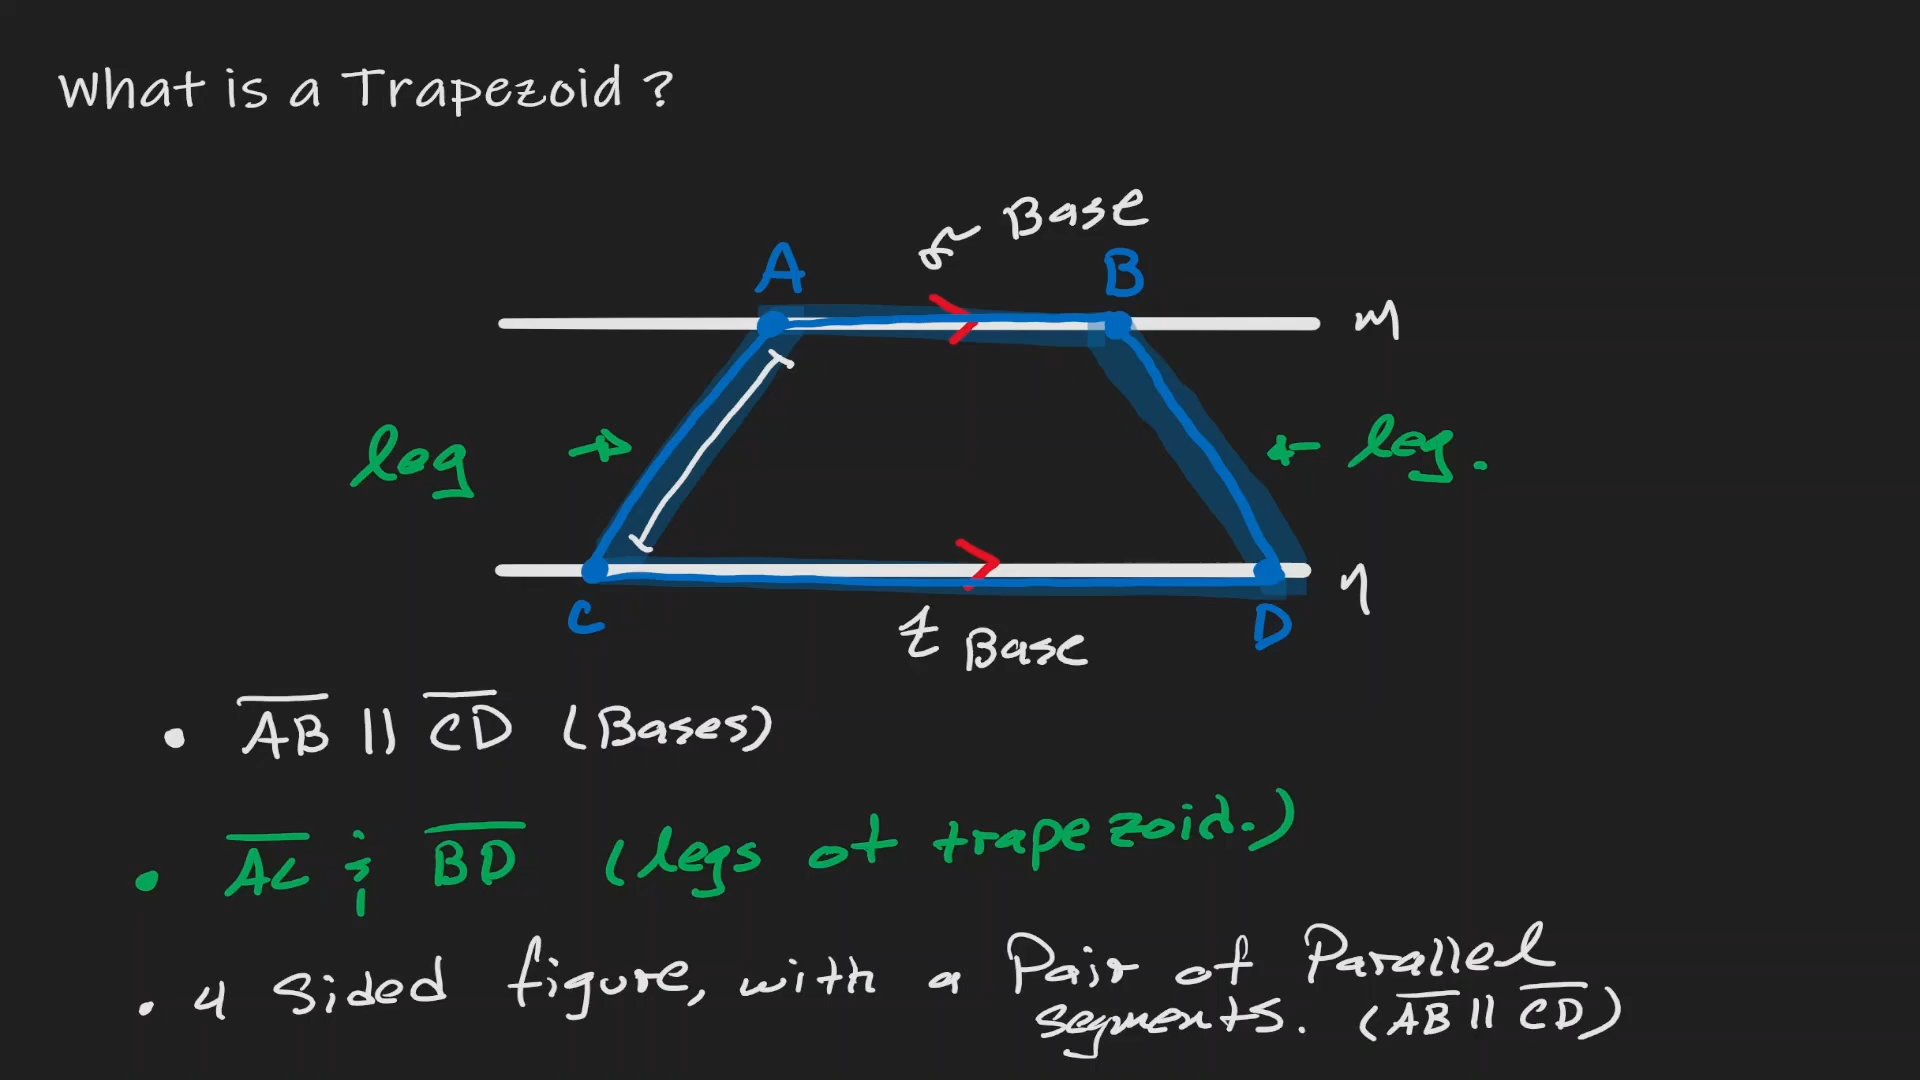 What is a Trapezoid ?
Base
A
B
m
leg
leg.
n
C
D
Base
• AB || CD (Bases)
• AC & BD (legs of trapezoid.)
• 4 sided figure, with a Pair of Parallel
segments. (AB || CD)